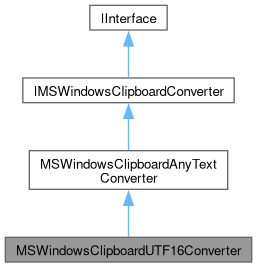 IInterface
IMSWindowsClipboardConverter
MSWindowsClipboardAnyText
Converter
MSWindowsClipboardUTF16Converter